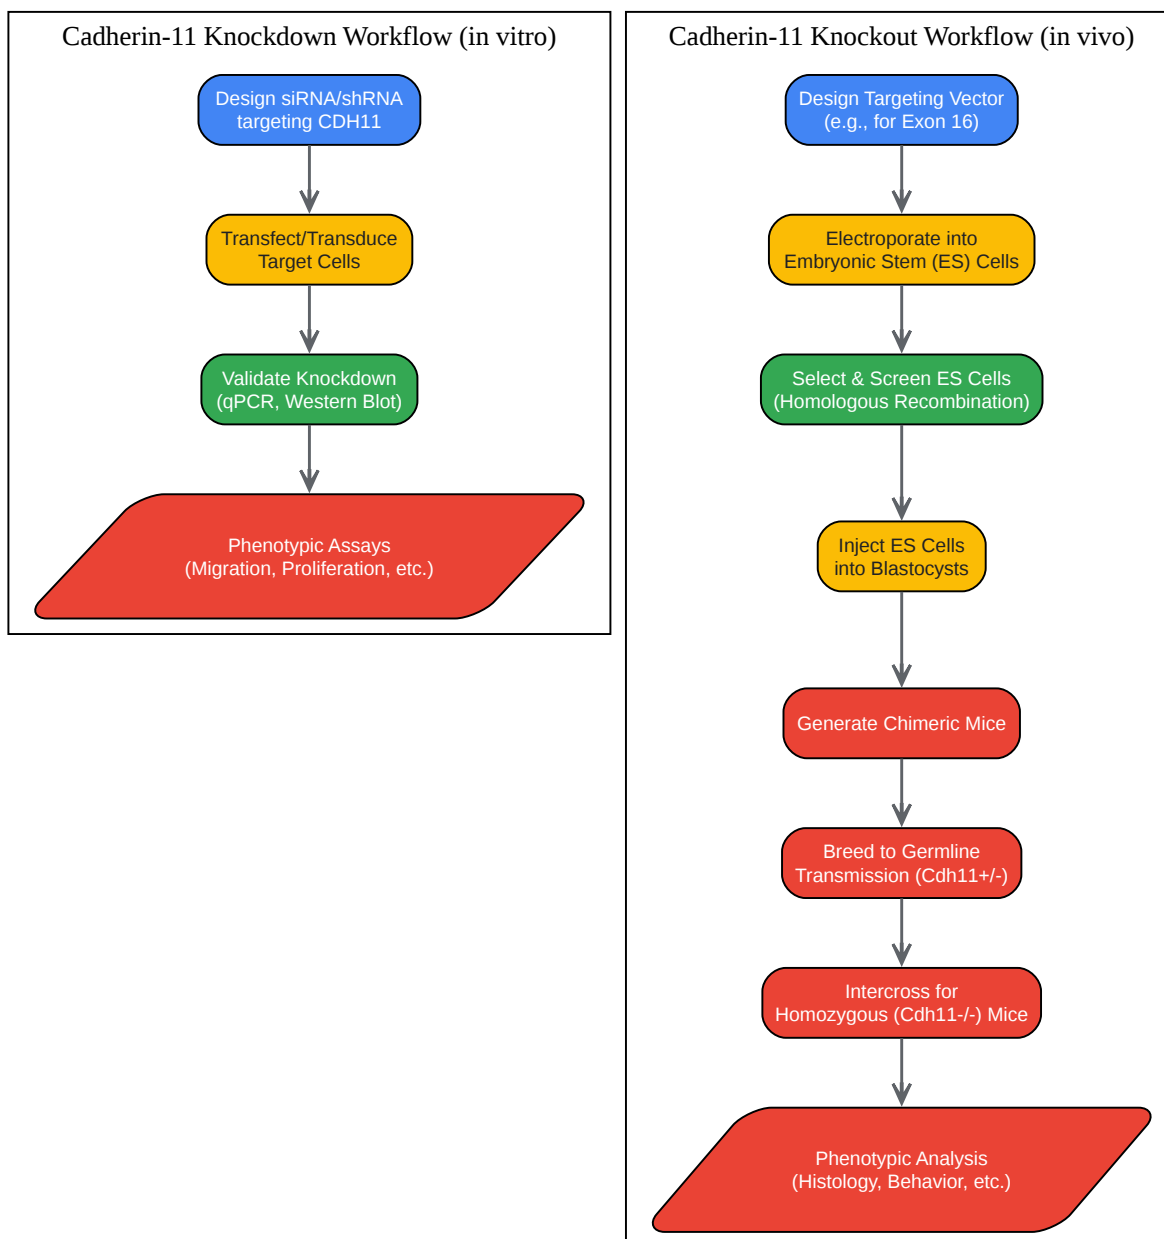 Cadherin-11 Knockdown Workflow (in vitro)
Design siRNA/shRNA
targeting CDH11
Transfect/Transduce
Target Cells
Validate Knockdown
(qPCR, Western Blot)
Phenotypic Assays
(Migration, Proliferation, etc.)
Cadherin-11 Knockout Workflow (in vivo)
Design Targeting Vector
(e.g., for Exon 16)
Electroporate into
Embryonic Stem (ES) Cells
Select & Screen ES Cells
(Homologous Recombination)
Inject ES Cells
into Blastocysts
Generate Chimeric Mice
Breed to Germline
Transmission (Cdh11+/-)
Intercross for
Homozygous (Cdh11-/-) Mice
Phenotypic Analysis
(Histology, Behavior, etc.)